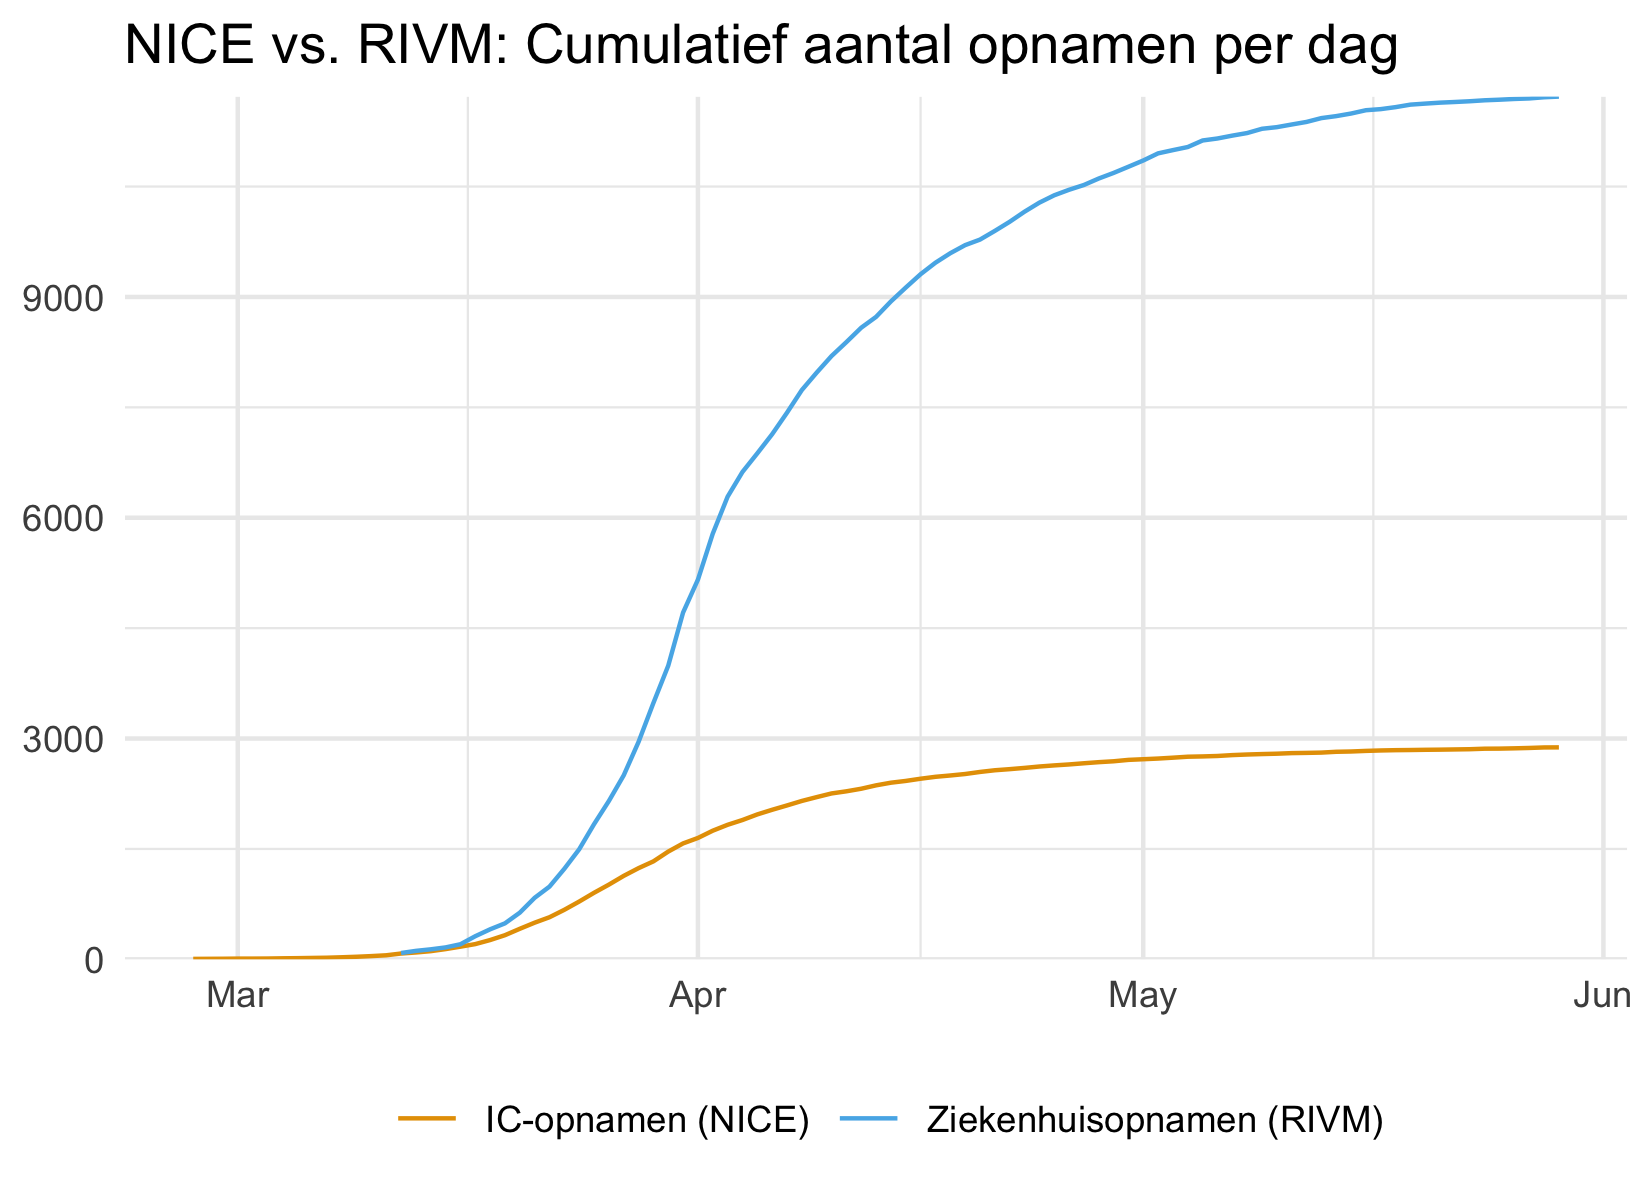 NICE vs. RIVM: Cumulatief aantal opnamen per dag
9000
6000
3000
0
Mar Apr May Jun
IC-opnamen (NICE) Ziekenhuisopnamen (RIVM)